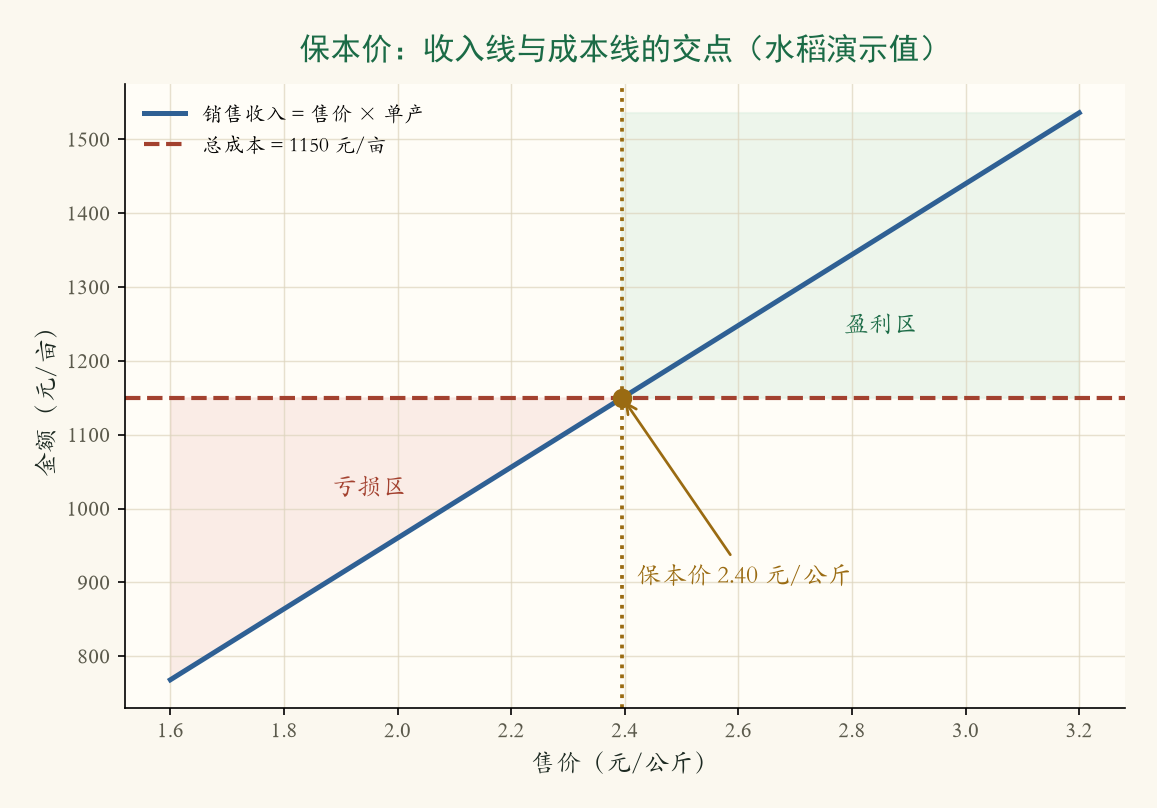 保本价：收入线与成本线的交点（水稻演示值）
销售收入 = 售价 × 单产
总成本 = 1150 元/亩
金额（元/亩）
1500
1400
1300
1200
1100
1000
900
800
盈利区
亏损区
保本价 2.40 元/公斤
1.6 1.8 2.0 2.2 2.4 2.6 2.8 3.0 3.2
售价（元/公斤）